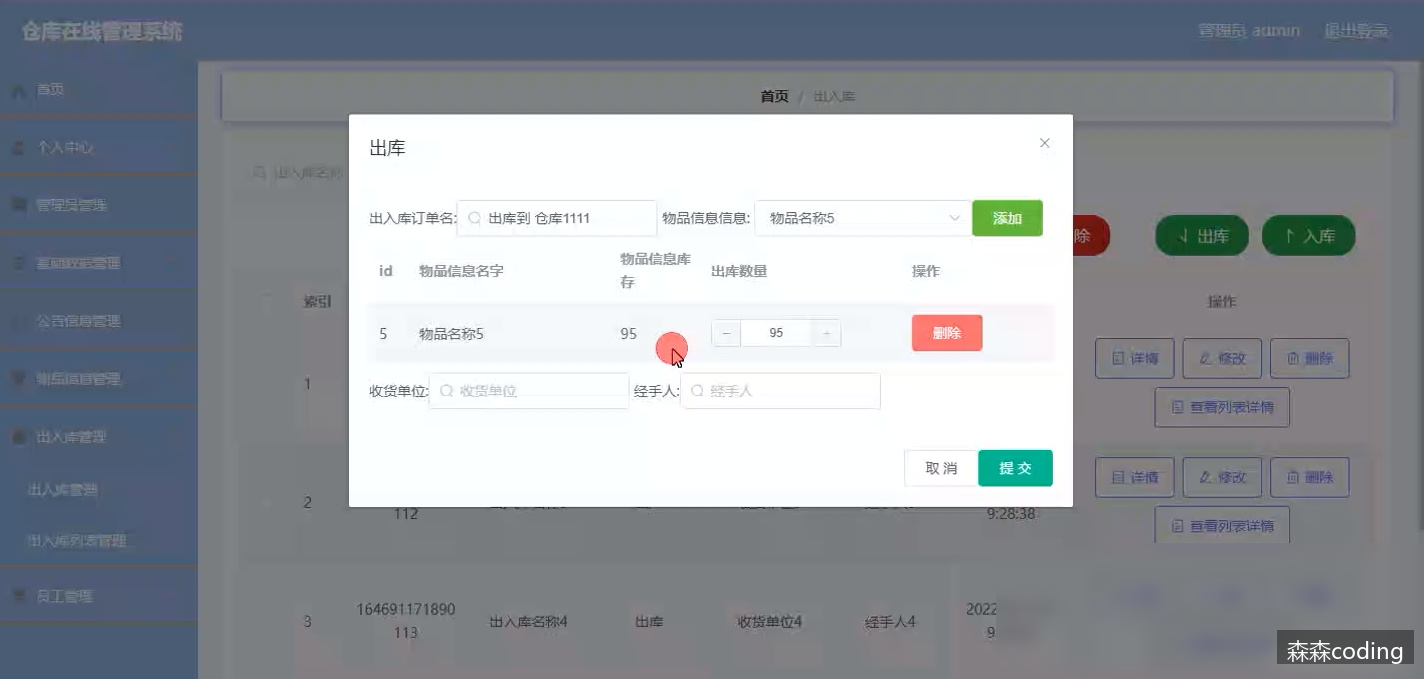 仓库在线管理系统
管理员 admin 退出登录
首页
个人中心
管理员管理
基础数据管理
公告信息管理
物品信息管理
出入库管理
出入库管理
出入库列表管理
员工管理
首页 / 出入库
出入库名称
除 出库 入库
索引 操作
1 详情 修改 删除
查看列表详情
2 详情 修改 删除
112 9:28:38
查看列表详情
3 164691171890 出入库名称4 出库 收货单位4 经手人4 2022
113 9
出库
出入库订单名: 出库到 仓库1111 物品信息信息: 物品名称5 添加
id 物品信息名字 物品信息库存 出库数量 操作
5 物品名称5 95 - 95 + 删除
收货单位: 收货单位 经手人: 经手人
取 消 提 交
森森coding